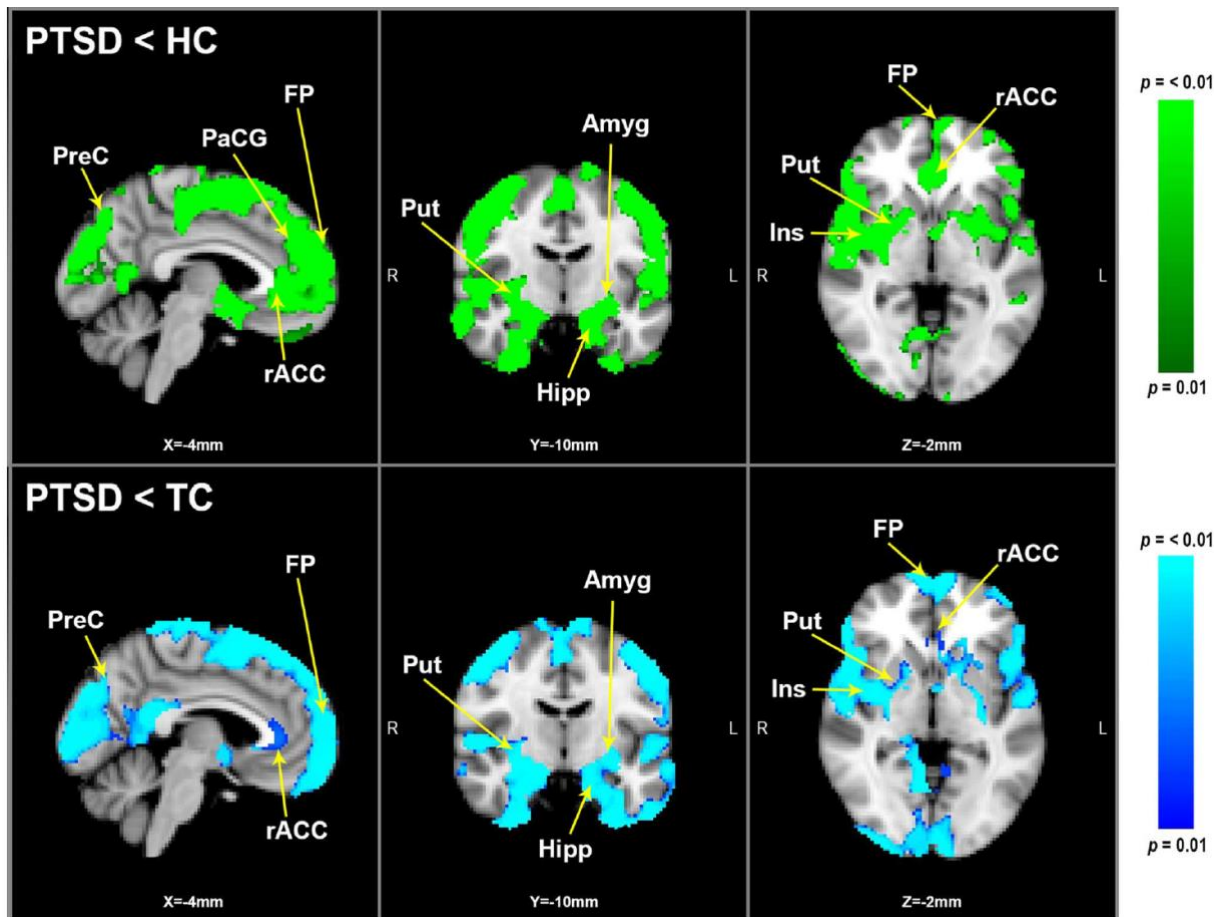 PTSD < HC
FP
PaCG
PreC
rACC
X=-4mm
Amyg
Put
R
L
Hipp
Y=-10mm
FP
rACC
Put
Ins
R
L
Z=-2mm
p = < 0.01
p = 0.01
PTSD < TC
FP
PreC
rACC
X=-4mm
Amyg
Put
R
L
Hipp
Y=-10mm
FP
rACC
Put
Ins
R
L
Z=-2mm
p = < 0.01
p = 0.01